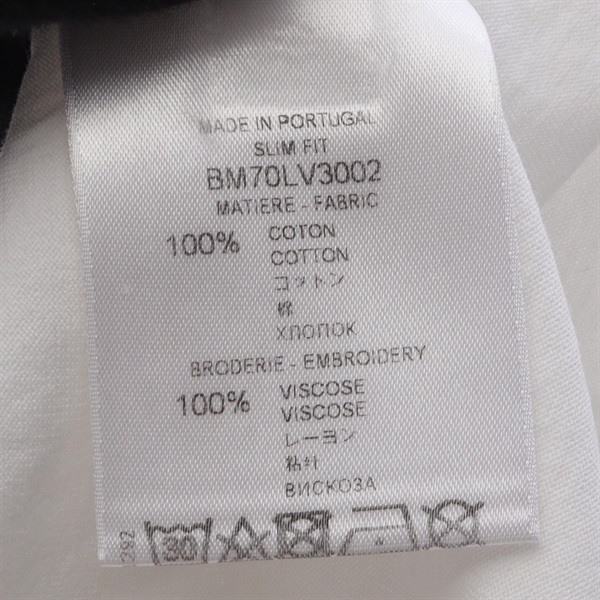 MADE IN PORTUGAL
SLIM FIT
BM70LV3002
MATIERE - FABRIC
100% COTON
COTTON
コットン
棉
ХЛОПОК
BRODERIE - EMBROIDERY
100% VISCOSE
VISCOSE
レーヨン
粘纤
ВИСКОЗА
30